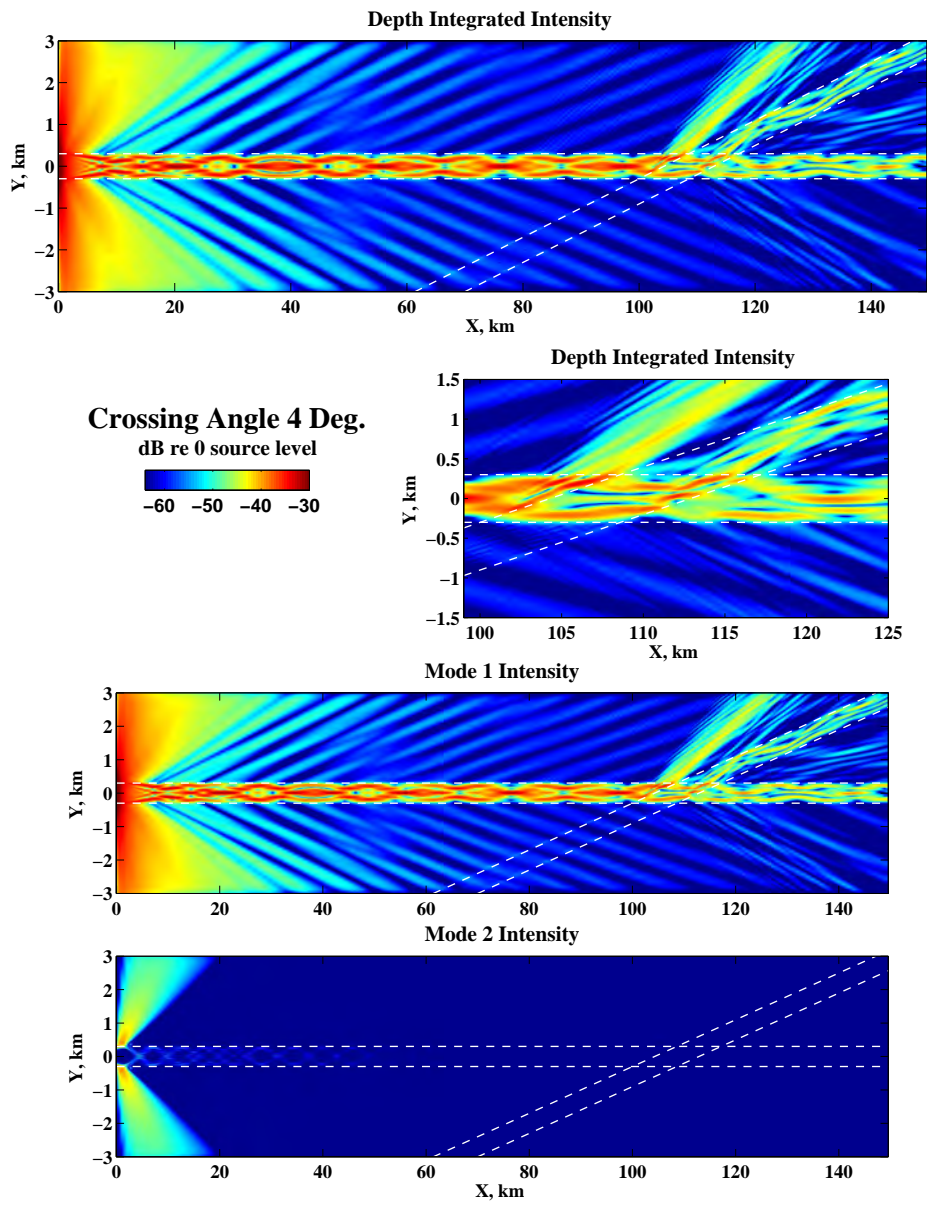 Depth Integrated Intensity
3
2
1
0
−1
−2
−3
Y, km
0 20 40 60 80 100 120 140
X, km
Depth Integrated Intensity
Crossing Angle 4 Deg.
dB re 0 source level
−60 −50 −40 −30
1.5
1
0.5
0
−0.5
−1
−1.5
Y, km
100 105 110 115 120 125
X, km
Mode 1 Intensity
3
2
1
0
−1
−2
−3
Y, km
0 20 40 60 80 100 120 140
Mode 2 Intensity
3
2
1
0
−1
−2
−3
Y, km
0 20 40 60 80 100 120 140
X, km